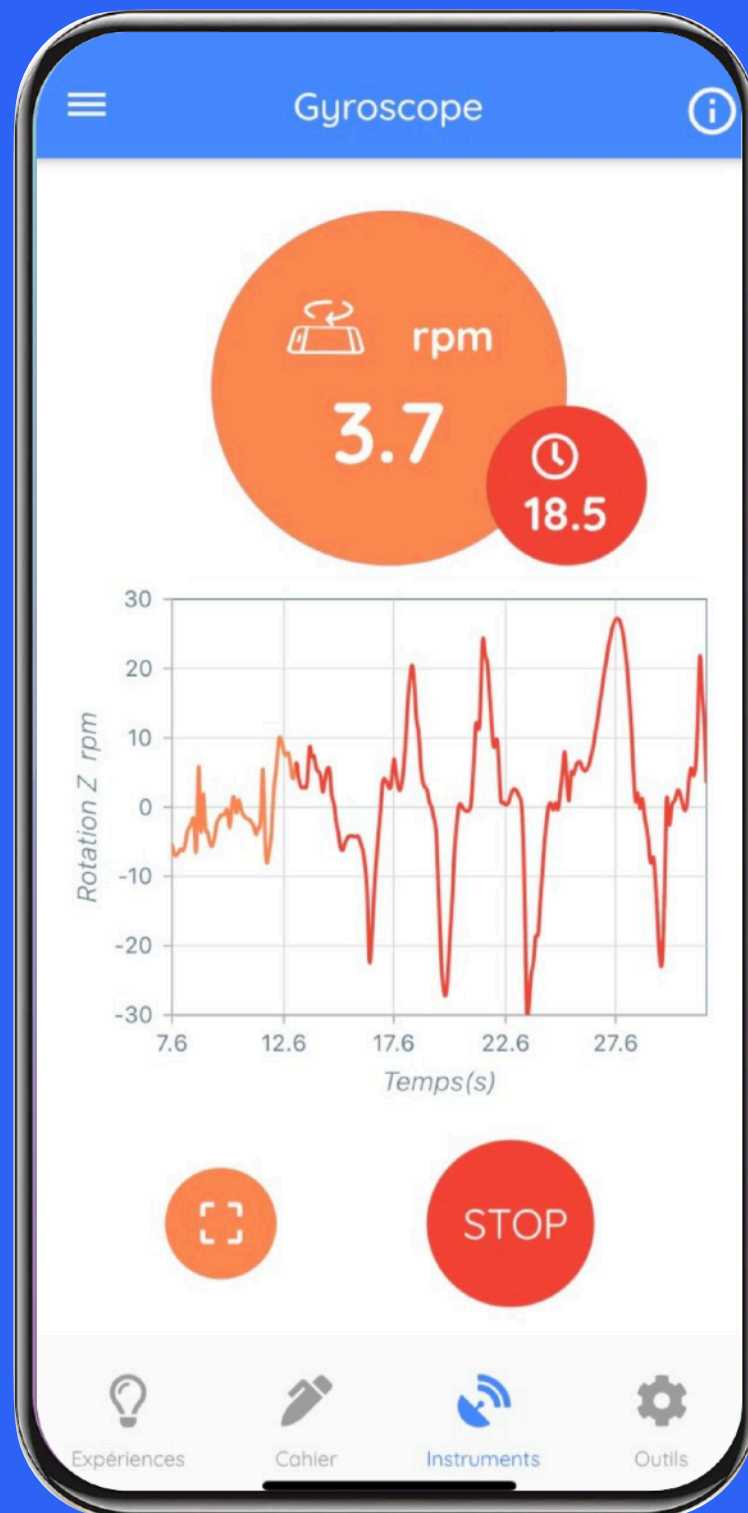 Gyroscope
rpm
3.7
18.5
30
20
10
0
-10
-20
-30
Rotation Z rpm
7.6 12.6 17.6 22.6 27.6
Temps(s)
STOP
Expériences Cahier Instruments Outils